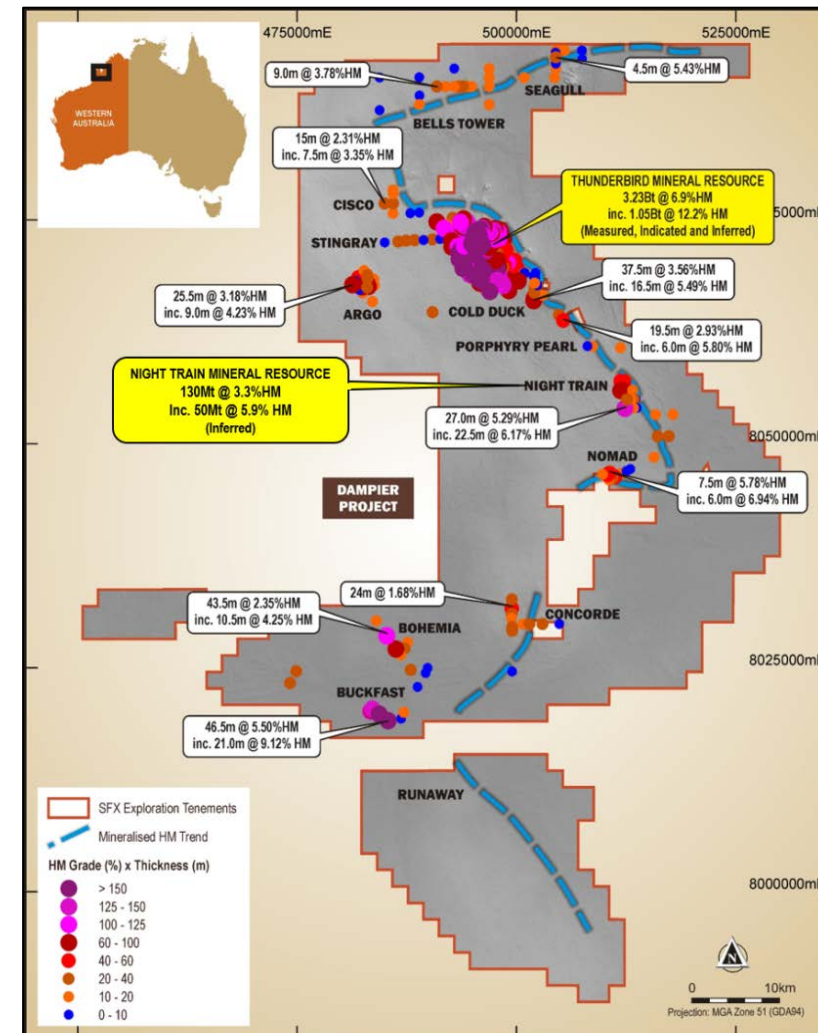 475000mE
500000mE
525000mE
WESTERN
AUSTRALIA
9.0m @ 3.78%HM
4.5m @ 5.43%HM
SEAGULL
BELLS TOWER
15m @ 2.31%HM
inc. 7.5m @ 3.35% HM
THUNDERBIRD MINERAL RESOURCE
3.23Bt @ 6.9%HM
inc. 1.05Bt @ 12.2% HM
(Measured, Indicated and Inferred)
CISCO
5000mE
STINGRAY
37.5m @ 3.56%HM
inc. 16.5m @ 5.49% HM
25.5m @ 3.18%HM
inc. 9.0m @ 4.23% HM
ARGO
COLD DUCK
19.5m @ 2.93%HM
inc. 6.0m @ 5.80% HM
PORPHYRY PEARL
NIGHT TRAIN MINERAL RESOURCE
130Mt @ 3.3%HM
Inc. 50Mt @ 5.9% HM
(Inferred)
NIGHT TRAIN
27.0m @ 5.29%HM
inc. 22.5m @ 6.17% HM
8050000mE
NOMAD
7.5m @ 5.78%HM
inc. 6.0m @ 6.94% HM
DAMPIER
PROJECT
24m @ 1.68%HM
43.5m @ 2.35%HM
inc. 10.5m @ 4.25% HM
CONCORDE
BOHEMIA
8025000mE
BUCKFAST
46.5m @ 5.50%HM
inc. 21.0m @ 9.12% HM
RUNAWAY
SFX Exploration Tenements
Mineralised HM Trend
HM Grade (%) x Thickness (m)
> 150
125 - 150
100 - 125
60 - 100
40 - 60
20 - 40
10 - 20
0 - 10
8000000mE
N
0 10km
Projection: MGA Zone 51 (GDA94)